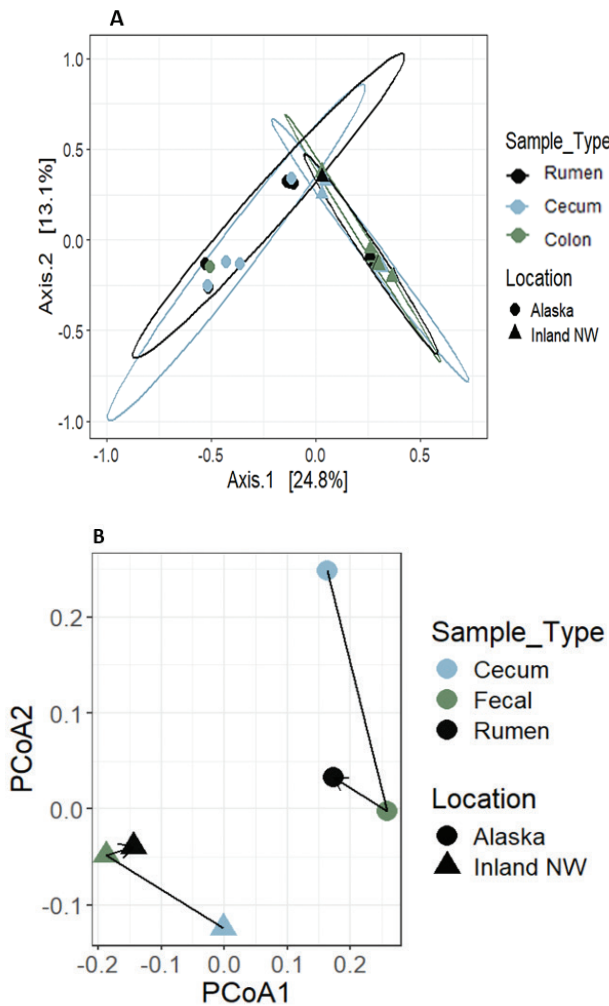 A
1.0
0.5
0.0
-0.5
-1.0
Axis.2 [13.1%]
-1.0 -0.5 0.0 0.5
Axis.1 [24.8%]
Sample_Type
Rumen
Cecum
Colon
Location
Alaska
Inland NW
B
0.2
0.1
0.0
-0.1
PCoA2
-0.2 -0.1 0.0 0.1 0.2
PCoA1
Sample_Type
Cecum
Fecal
Rumen
Location
Alaska
Inland NW